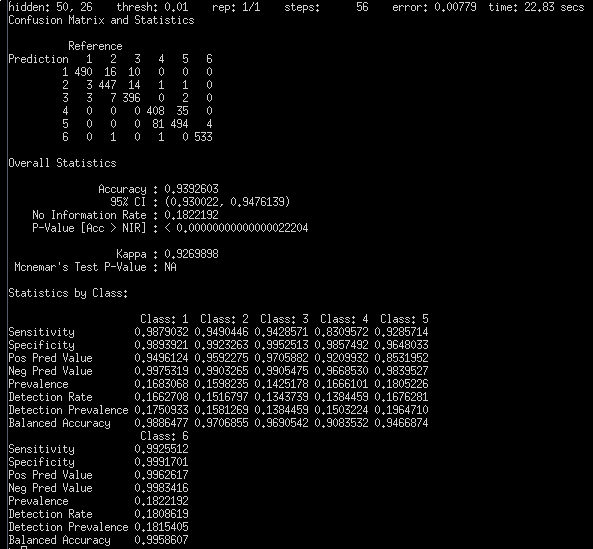 hidden: 50, 26    thresh: 0.01    rep: 1/1    steps:      56    error: 0.00779  time: 22.83 secs
Confusion Matrix and Statistics

          Reference
Prediction   1   2   3   4   5   6
         1 490  16  10   0   0   0
         2   3 447  14   1   1   0
         3   3   7 396   0   2   0
         4   0   0   0 408  35   0
         5   0   0   0  81 494   4
         6   0   1   0   1   0 533

Overall Statistics

               Accuracy : 0.9392603
                 95% CI : (0.930022, 0.9476139)
    No Information Rate : 0.1822192
    P-Value [Acc > NIR] : < 0.00000000000000022204

                  Kappa : 0.9269898
 Mcnemar's Test P-Value : NA

Statistics by Class:

                      Class: 1  Class: 2  Class: 3  Class: 4  Class: 5
Sensitivity          0.9879032 0.9490446 0.9428571 0.8309572 0.9285714
Specificity          0.9893921 0.9923263 0.9952513 0.9857492 0.9648033
Pos Pred Value       0.9496124 0.9592275 0.9705882 0.9209932 0.8531952
Neg Pred Value       0.9975319 0.9903265 0.9905475 0.9668530 0.9839527
Prevalence           0.1683068 0.1598235 0.1425178 0.1666101 0.1805226
Detection Rate       0.1662708 0.1516797 0.1343739 0.1384459 0.1676281
Detection Prevalence 0.1750933 0.1581269 0.1384459 0.1503224 0.1964710
Balanced Accuracy    0.9886477 0.9706855 0.9690542 0.9083532 0.9466874
                      Class: 6
Sensitivity          0.9925512
Specificity          0.9991701
Pos Pred Value       0.9962617
Neg Pred Value       0.9983416
Prevalence           0.1822192
Detection Rate       0.1808619
Detection Prevalence 0.1815405
Balanced Accuracy    0.9958607